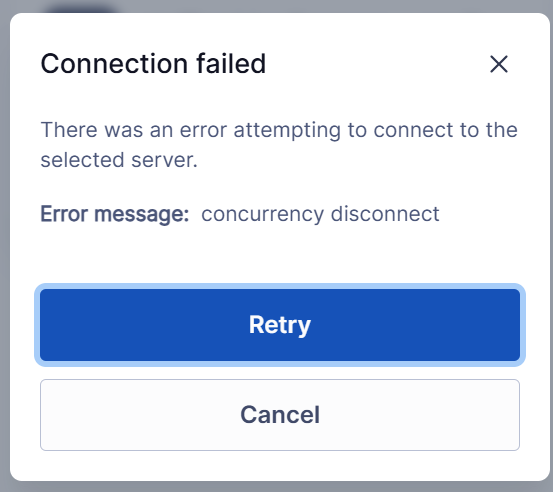 Connection failed
There was an error attempting to connect to the
selected server.
Error message: concurrency disconnect
Retry
Cancel